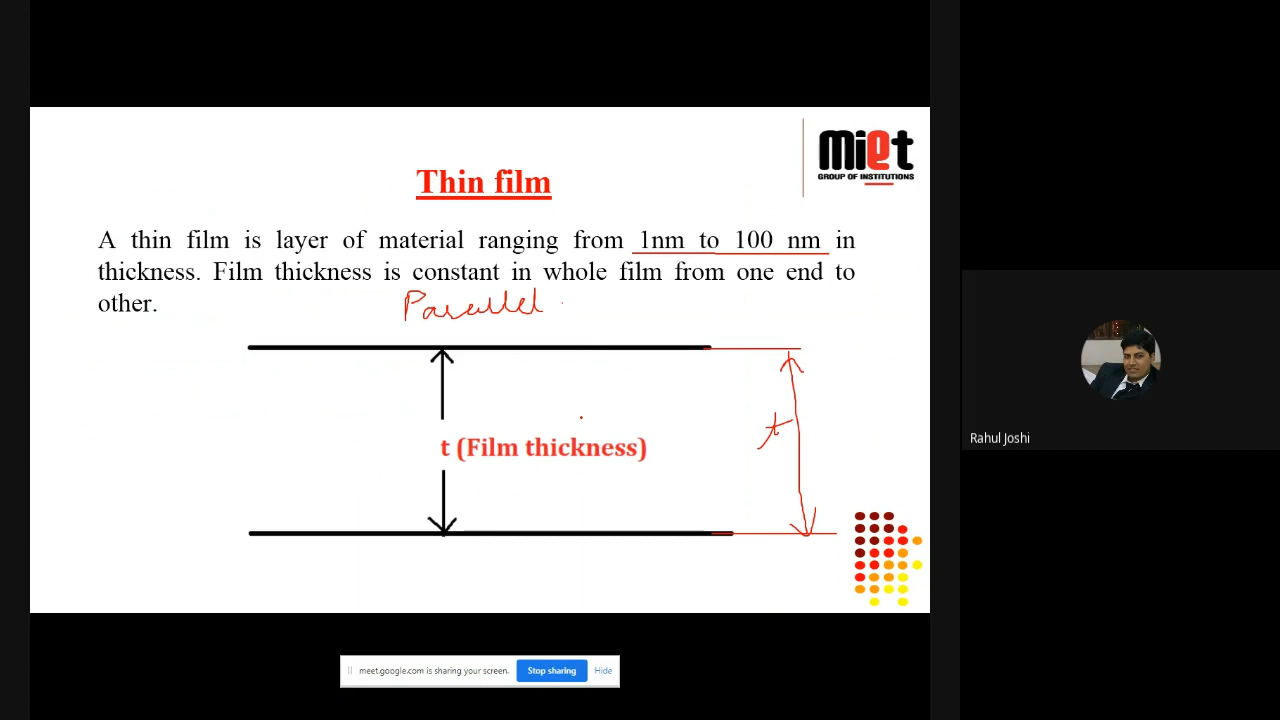 miet
GROUP OF INSTITUTIONS
Thin film
A thin film is layer of material ranging from 1nm to 100 nm in
thickness. Film thickness is constant in whole film from one end to
other.
Parallel
t (Film thickness)
t
Rahul Joshi
meet.google.com is sharing your screen. Stop sharing Hide